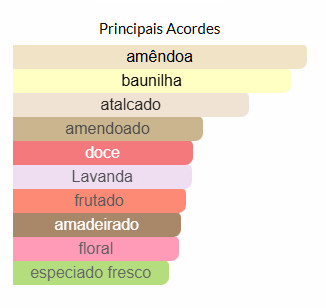 Principais Acordes
amêndoa
baunilha
atalcado
amendoado
doce
Lavanda
frutado
amadeirado
floral
especiado fresco